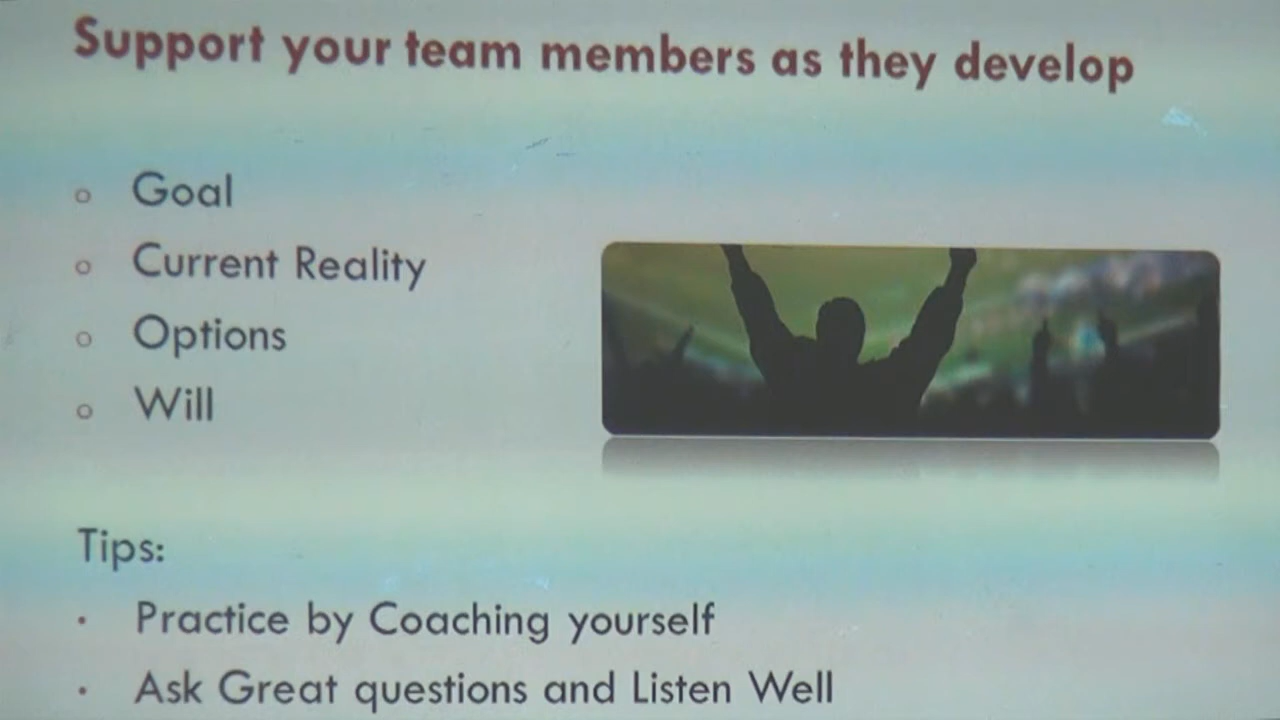 Support your team members as they develop
Goal
Current Reality
Options
Will
Tips:
Practice by Coaching yourself
Ask Great questions and Listen Well